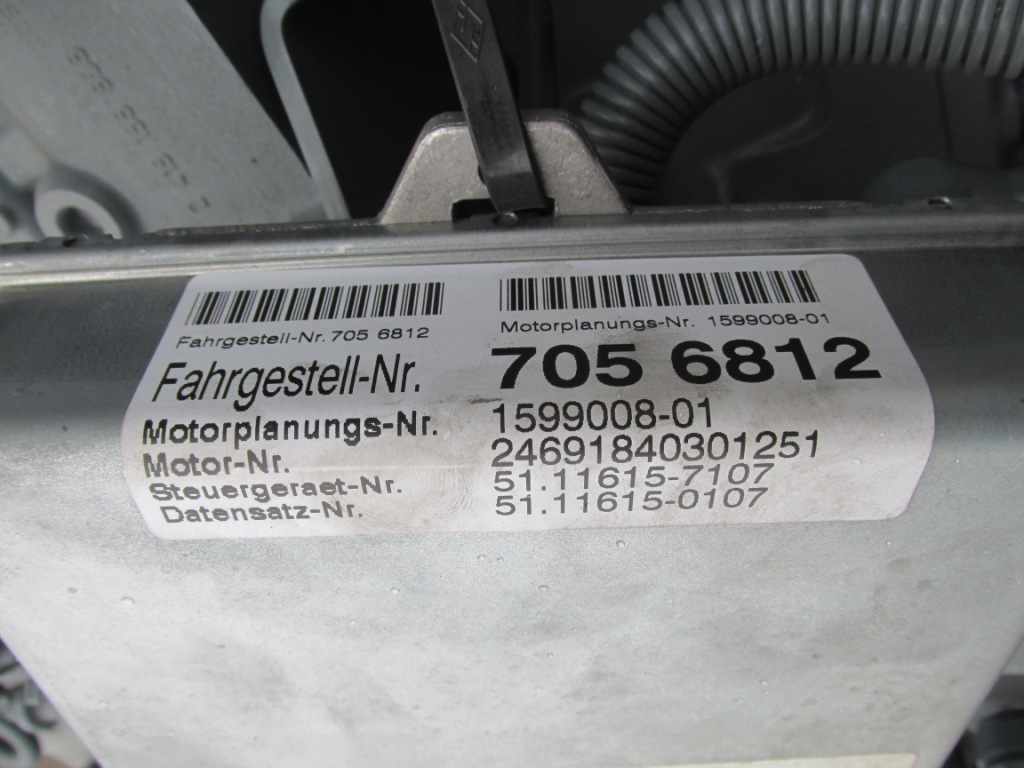 Fahrgestell-Nr. 705 6812
Motorplanungs-Nr. 1599008-01
Fahrgestell-Nr. 705 6812
Motorplanungs-Nr. 1599008-01
Motor-Nr. 24691840301251
Steuergeraet-Nr. 51.11615-7107
Datensatz-Nr. 51.11615-0107